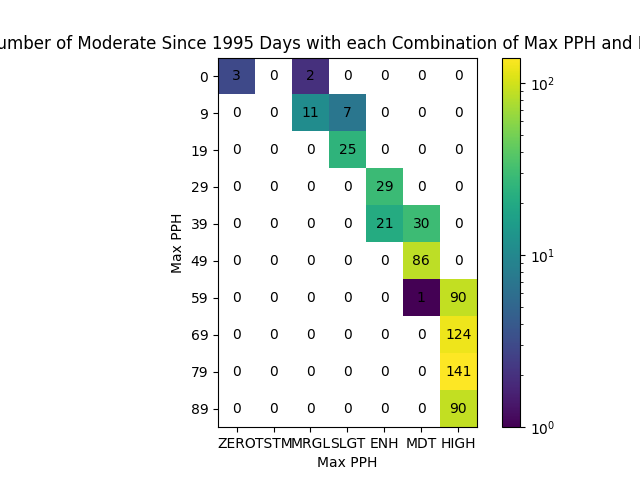 umber of Moderate Since 1995 Days with each Combination of Max PPH and
0 3 0 2 0 0 0 0
9 0 0 11 7 0 0 0
19 0 0 0 25 0 0 0
29 0 0 0 0 29 0 0
39 0 0 0 0 21 30 0
49 0 0 0 0 0 86 0
59 0 0 0 0 0 1 90
69 0 0 0 0 0 0 124
79 0 0 0 0 0 0 141
89 0 0 0 0 0 0 90
ZERO TSTM MRGL SLGT ENH MDT HIGH
Max PPH
Max PPH
10²
10¹
10⁰